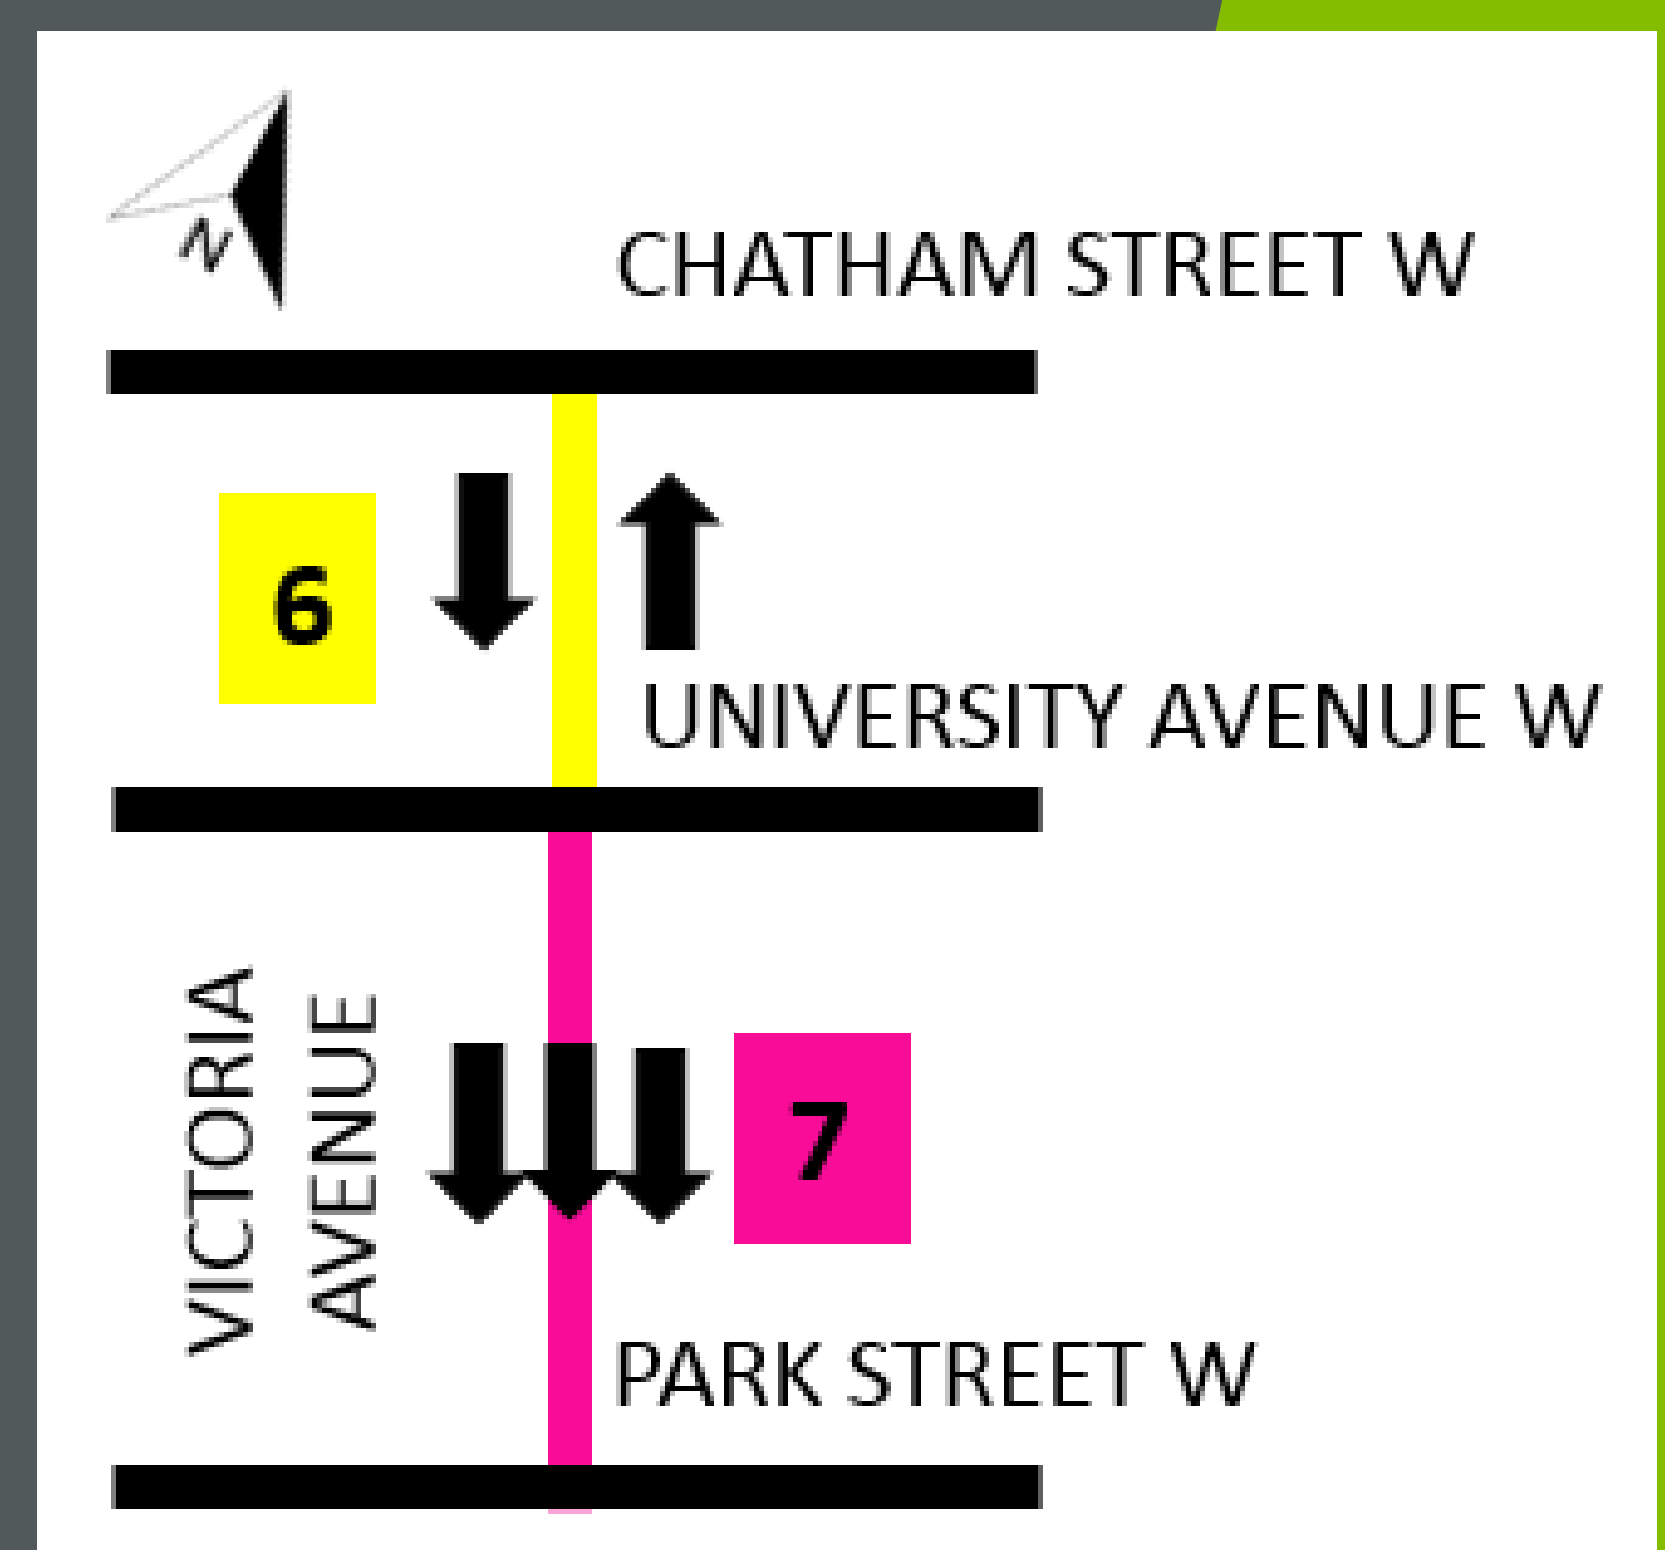 N
CHATHAM STREET W
6
UNIVERSITY AVENUE W
VICTORIA
AVENUE
7
PARK STREET W